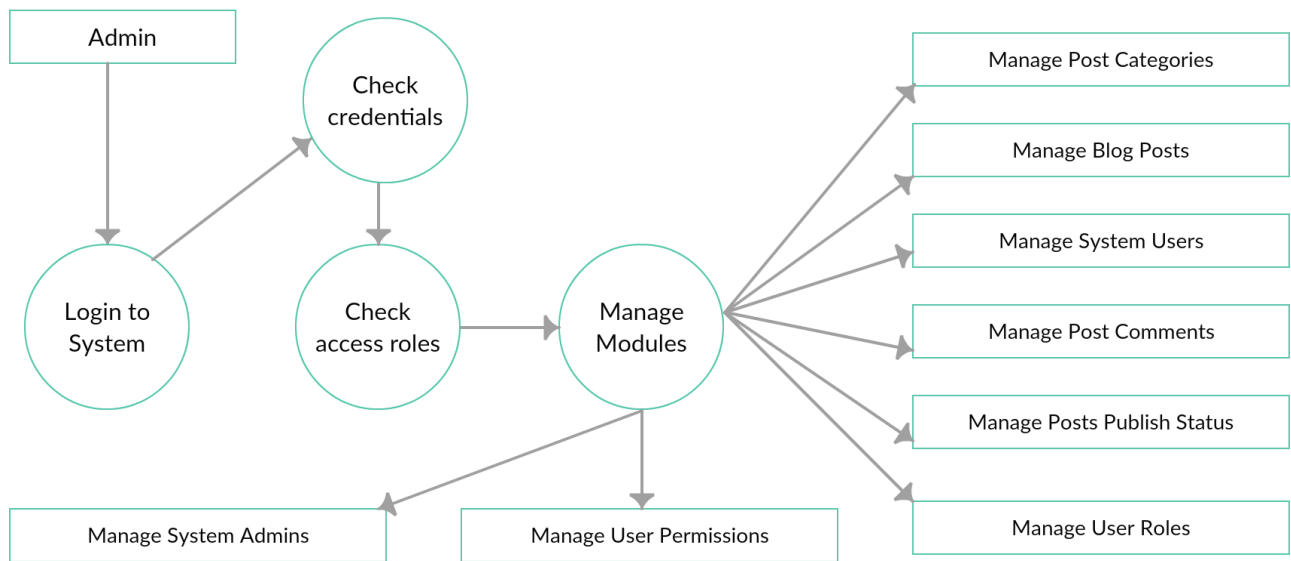 Admin
Check
credentials
Login to
System
Check
access roles
Manage
Modules
Manage Post Categories
Manage Blog Posts
Manage System Users
Manage Post Comments
Manage Posts Publish Status
Manage User Roles
Manage System Admins
Manage User Permissions